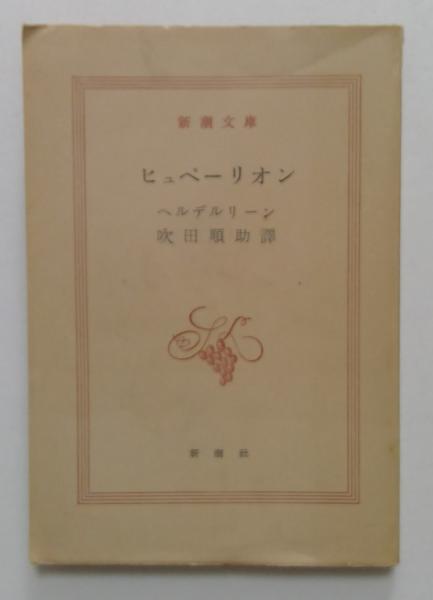 新潮文庫
ヒュペーリオン
ヘルデルリーン
吹田順助譯
新潮社